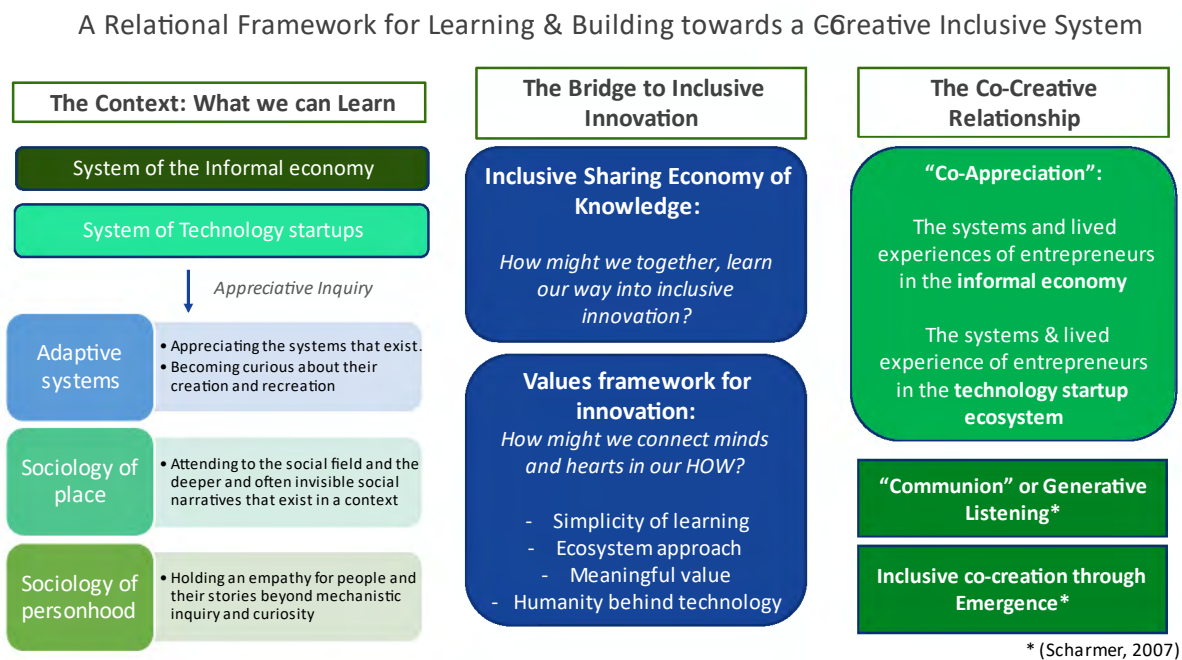 A Relational Framework for Learning & Building towards a CoCreative Inclusive System
The Context: What we can Learn
System of the Informal economy
System of Technology startups
Appreciative Inquiry
Adaptive
systems
• Appreciating the systems that exist.
• Becoming curious about their
creation and recreation
Sociology of
place
• Attending to the social field and the
deeper and often invisible social
narratives that exist in a context
Sociology of
personhood
• Holding an empathy for people and
their stories beyond mechanistic
inquiry and curiosity
The Bridge to Inclusive
Innovation
Inclusive Sharing Economy of
Knowledge:
How might we together, learn
our way into inclusive
innovation?
Values framework for
innovation:
How might we connect minds
and hearts in our HOW?
- Simplicity of learning
- Ecosystem approach
- Meaningful value
- Humanity behind technology
The Co-Creative
Relationship
“Co-Appreciation”:
The systems and lived
experiences of entrepreneurs
in the informal economy
The systems & lived
experience of entrepreneurs
in the technology startup
ecosystem
“Communion” or Generative
Listening*
Inclusive co-creation through
Emergence*
* (Scharmer, 2007)